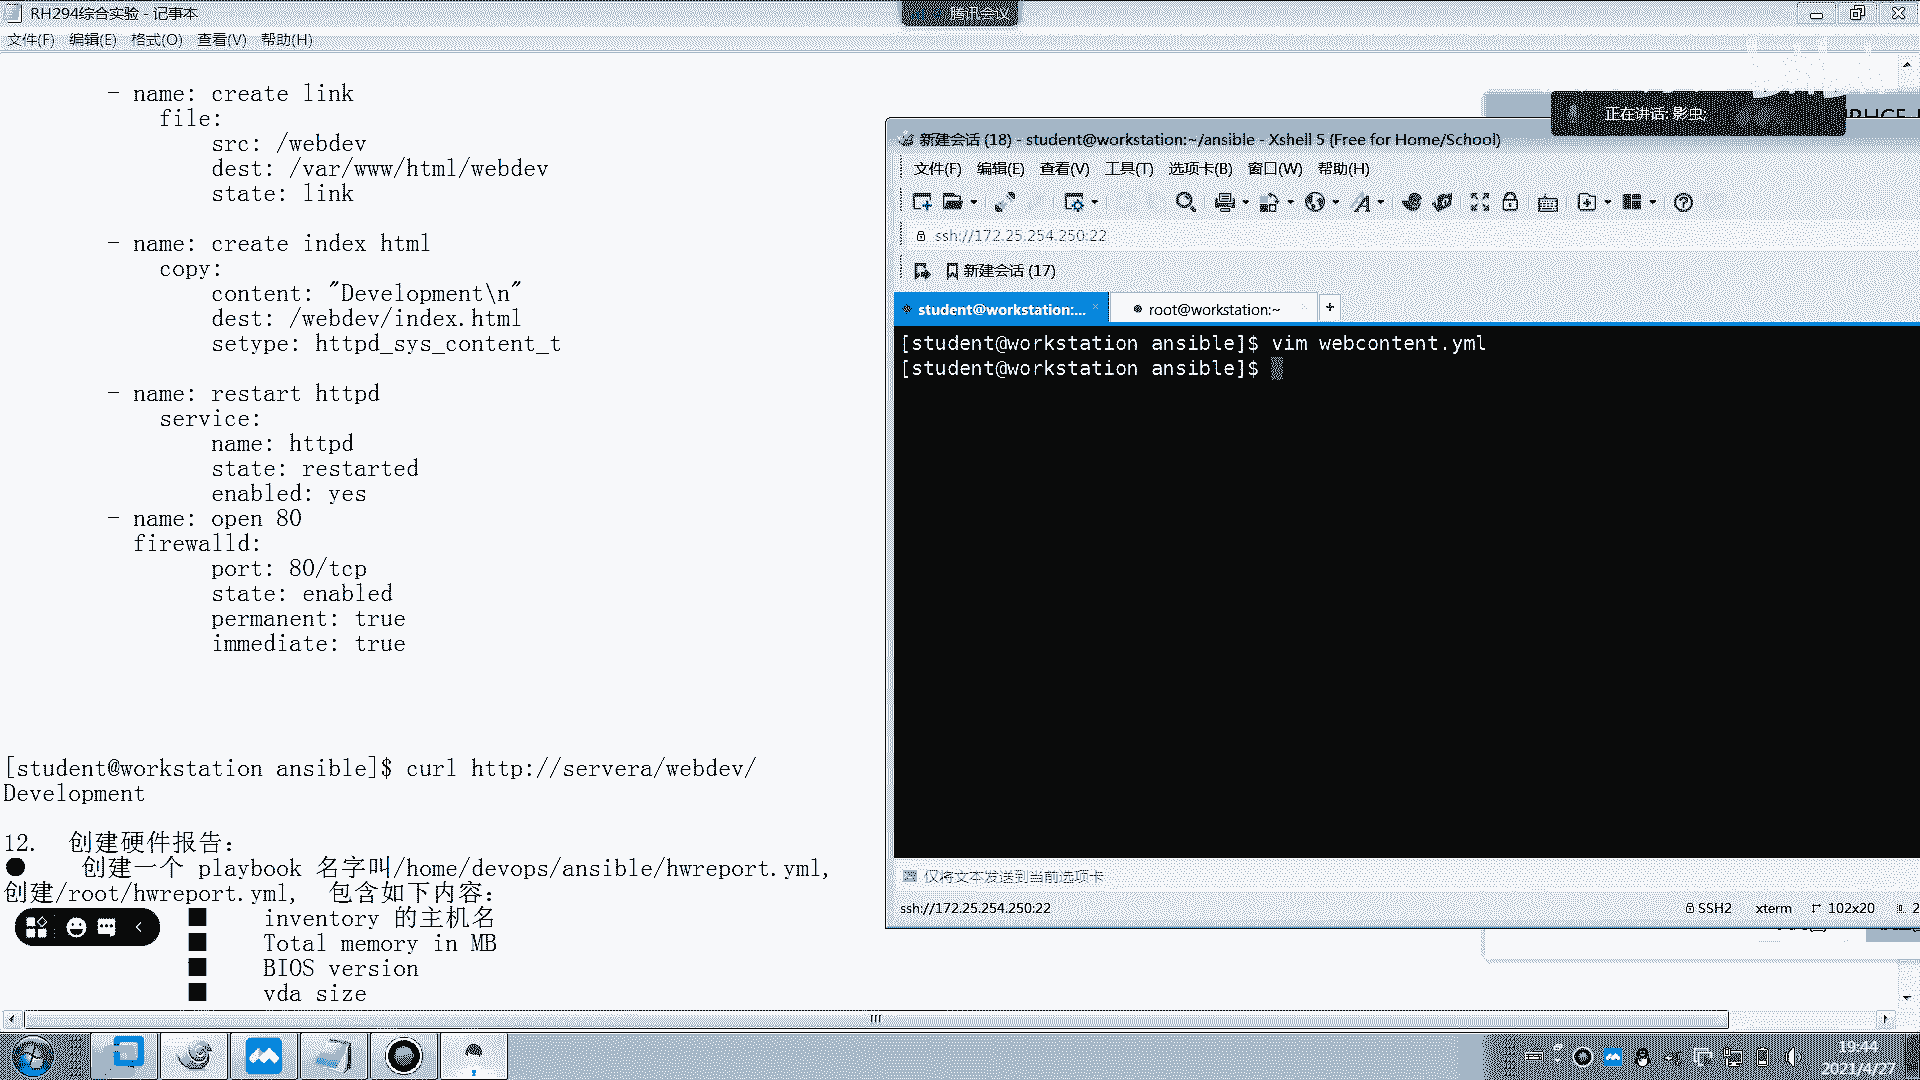 RH294综合实验 - 记事本
腾讯会议
文件(F) 编辑(E) 格式(O) 查看(V) 帮助(H)
- name: create link
file:
src: /webdev
dest: /var/www/html/webdev
state: link
- name: create index html
copy:
content: "Development\n"
dest: /webdev/index.html
setype: httpd_sys_content_t
- name: restart httpd
service:
name: httpd
state: restarted
enabled: yes
- name: open 80
firewalld:
port: 80/tcp
state: enabled
permanent: true
immediate: true
[student@workstation ansible]$ curl http://servera/webdev/
Development
12. 创建硬件报告:
● 创建一个 playbook 名字叫/home/devops/ansible/hwreport.yml,
创建/root/hwreport.yml, 包含如下内容:
■ inventory 的主机名
■ Total memory in MB
■ BIOS version
■ vda size
正在讲话: 影虫;
新建会话 (18) - student@workstation:~/ansible - Xshell 5 (Free for Home/School)
文件(F) 编辑(E) 查看(V) 工具(T) 选项卡(B) 窗口(W) 帮助(H)
ssh://172.25.254.250:22
新建会话 (17)
student@workstation:... × root@workstation:~ +
[student@workstation ansible]$ vim webcontent.yml
[student@workstation ansible]$
仅将文本发送到当前选项卡
ssh://172.25.254.250:22 SSH2 xterm 102x20
19:44
2021/4/27